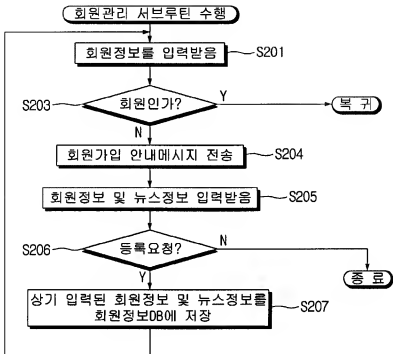 회원관리 서브루틴 수행
회원정보를 입력받음 S201
S203 회원인가? Y
복 귀
N
회원가입 안내메시지 전송 S204
회원정보 및 뉴스정보 입력받음 S205
S206 등록요청? N
Y
종 료
상기 입력된 회원정보 및 뉴스정보를
회원정보DB에 저장
S207